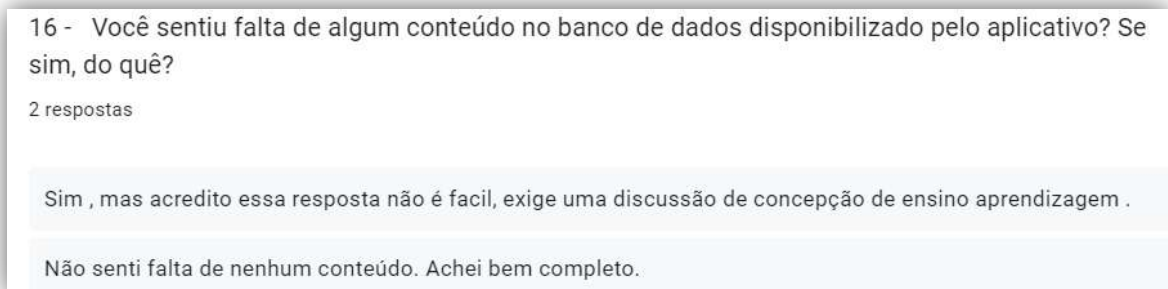 16 - Você sentiu falta de algum conteúdo no banco de dados disponibilizado pelo aplicativo? Se
sim, do quê?
2 respostas
Sim , mas acredito essa resposta não é facil, exige uma discussão de concepção de ensino aprendizagem .
Não senti falta de nenhum conteúdo. Achei bem completo.